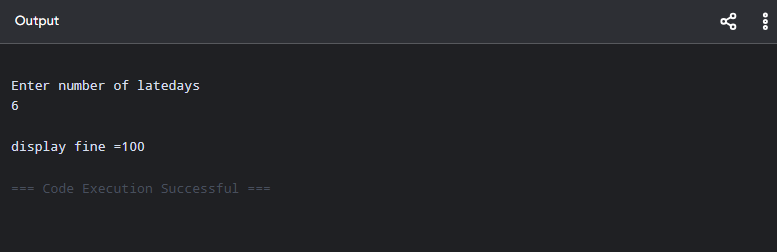 Output
Enter number of latedays
6
display fine =100
=== Code Execution Successful ===